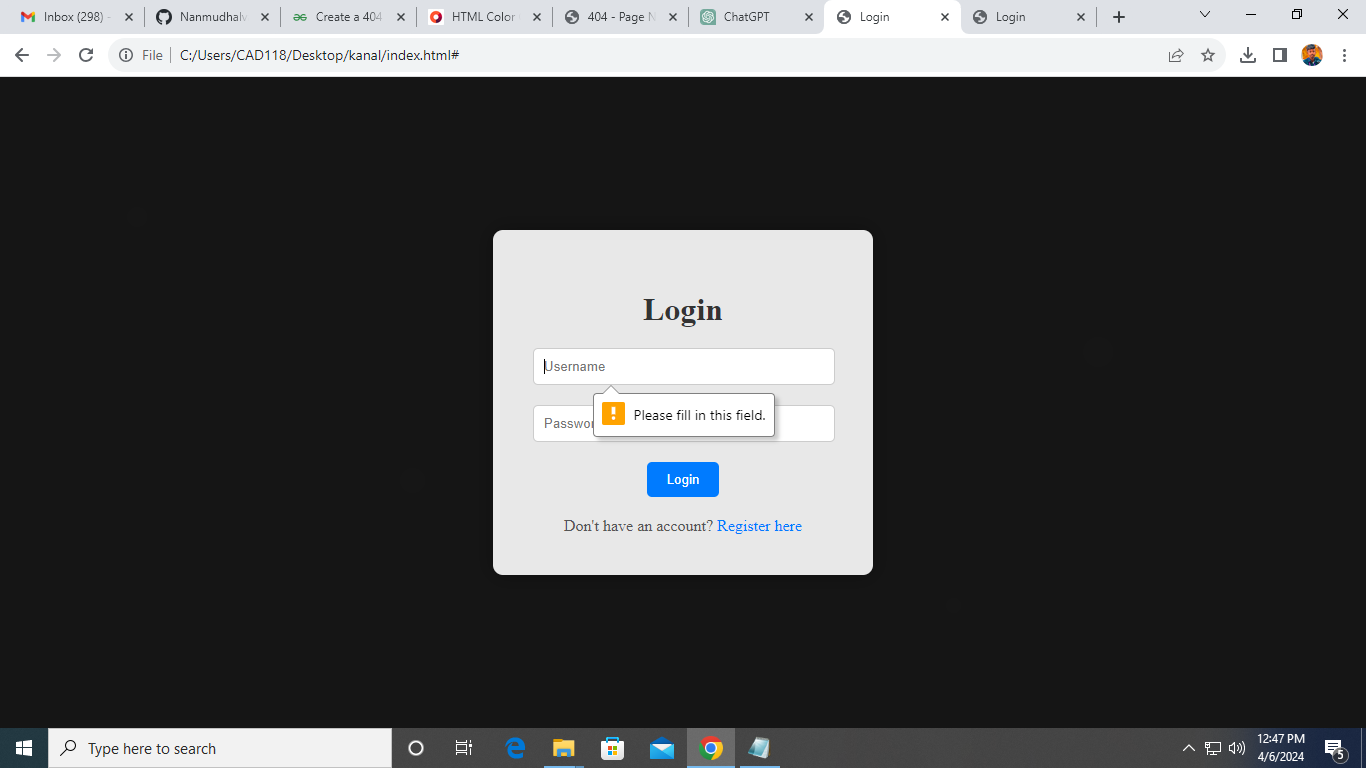 Inbox (298) -
Nanmudhalv
Create a 404
HTML Color
404 - Page N
ChatGPT
Login
Login
File
C:/Users/CAD118/Desktop/kanal/index.html#
Login
Username
Please fill in this field.
Passwor
Login
Don't have an account? Register here
Type here to search
12:47 PM
4/6/2024
5